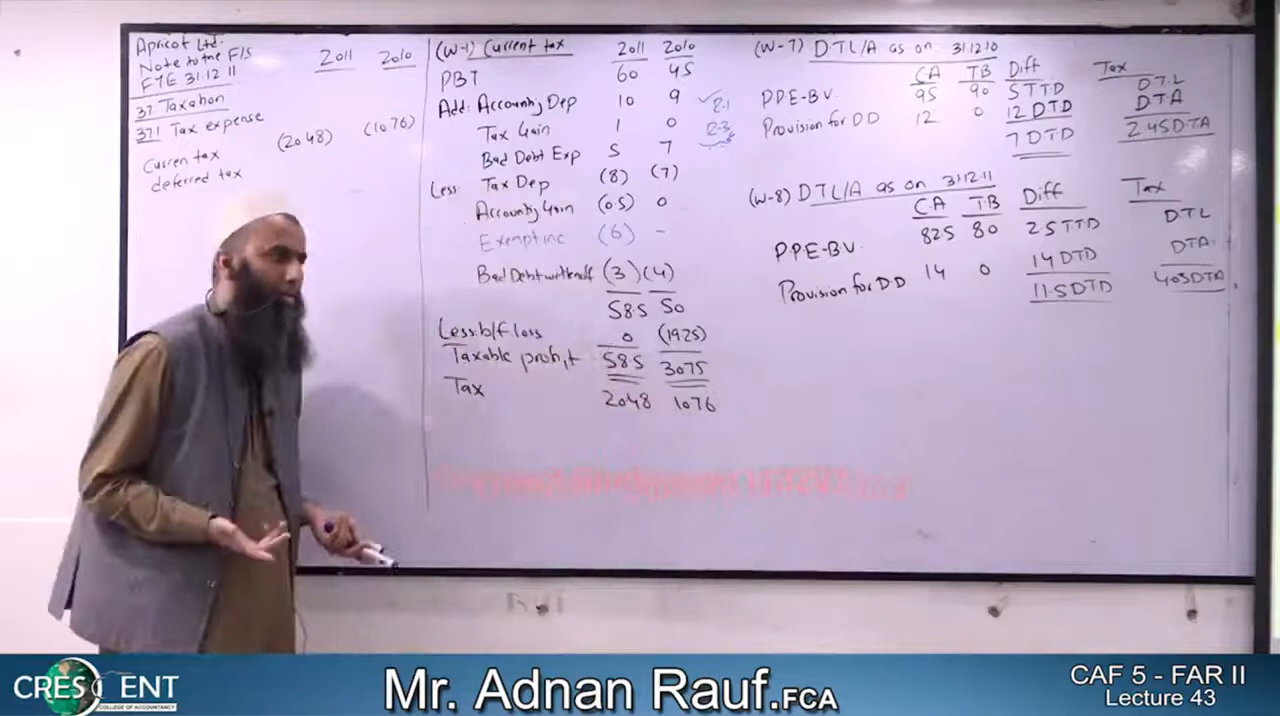 Apricot Ltd.
Note to the F/S
FYE 31.12.11
2011 2010
37 Taxation
37.1 Tax expense
Curren tax (20.48) (10.76)
deferred tax
(W-1) Current tax 2011 2010
PBT 60 45
Add: Accounting Dep 10 9
Tax Gain 1 0
Bad Debt Exp 5 7
Less: Tax Dep (8) (7)
Accounting Gain (0.5) 0
Exempt inc (6) -
Bad Debt written off (3) (4)
58.5 50
Less: b/f loss 0 (19.25)
Taxable profit 58.5 30.75
Tax 20.48 10.76
(W-7) DTL/A as on 31.12.10
CA TB Diff Tax
PPE-BV 95 90 5 TTD DTL
Provision for DD 12 0 12 DTD DTA
7 DTD 2.45 DTA
(W-8) DTL/A as on 31.12.11
CA TB Diff Tax
PPE-BV 82.5 80 2.5 TTD DTL
Provision for DD 14 0 14 DTD DTA
11.5 DTD 4.03 DTA
CRESCENT
COLLEGE OF ACCOUNTANCY
Mr. Adnan Rauf.FCA
CAF 5 - FAR II
Lecture 43